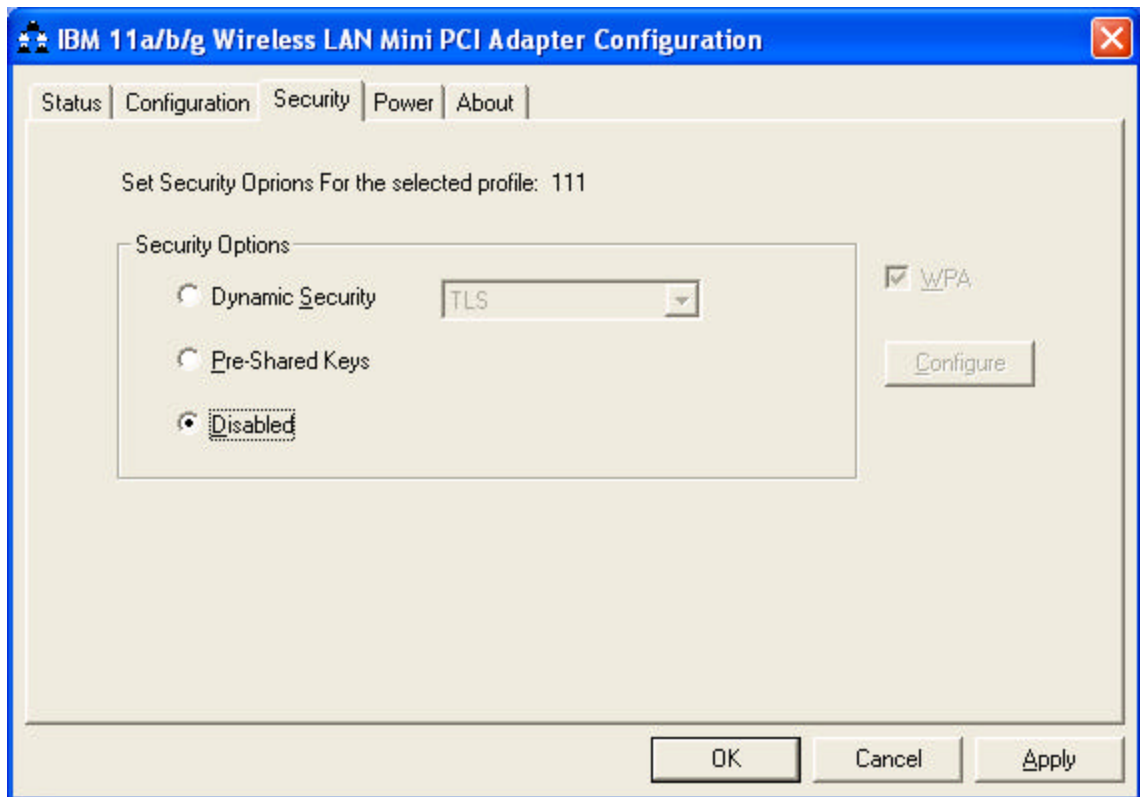 IBM 11a/b/g Wireless LAN Mini PCI Adapter Configuration
Status Configuration Security Power About
Set Security Oprions For the selected profile: 111
Security Options
Dynamic Security TLS
WPA
Pre-Shared Keys
Configure
Disabled
OK Cancel Apply